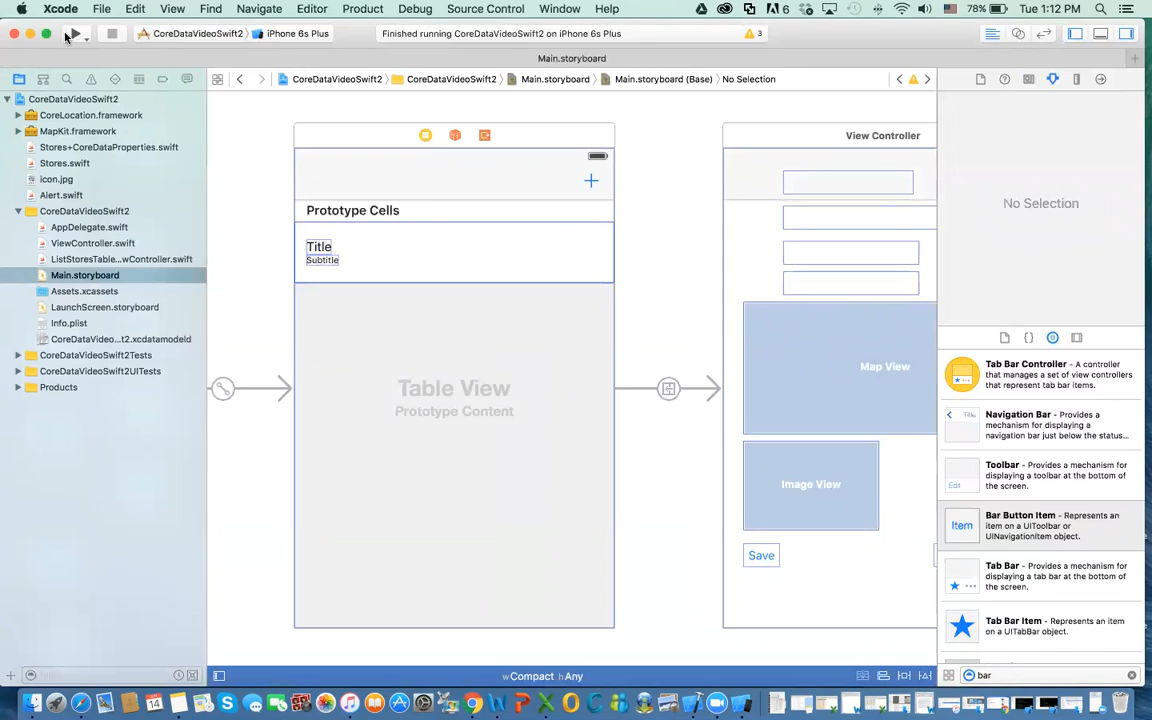 Xcode File Edit View Find Navigate Editor Product Debug Source Control Window Help 6 78% Tue 1:12 PM
CoreDataVideoSwift2 iPhone 6s Plus Finished running CoreDataVideoSwift2 on iPhone 6s Plus 3
Main.storyboard
CoreDataVideoSwift2 CoreDataVideoSwift2 Main.storyboard Main.storyboard (Base) No Selection
CoreDataVideoSwift2
CoreLocation.framework
MapKit.framework
Stores+CoreDataProperties.swift
Stores.swift
icon.jpg
Alert.swift
CoreDataVideoSwift2
AppDelegate.swift
ViewController.swift
ListStoresTable...wController.swift
Main.storyboard
Assets.xcassets
LaunchScreen.storyboard
Info.plist
CoreDataVideo...t2.xcdatamodeld
CoreDataVideoSwift2Tests
CoreDataVideoSwift2UITests
Products
Prototype Cells
Title
Subtitle
Table View
Prototype Content
View Controller
Map View
Image View
Save
wCompact hAny
No Selection
Tab Bar Controller - A controller
that manages a set of view controllers
that represent tab bar items.
Title
Navigation Bar - Provides a
mechanism for displaying a
navigation bar just below the status...
Edit
Toolbar - Provides a mechanism for
displaying a toolbar at the bottom of
the screen.
Item
Bar Button Item - Represents an
item on a UIToolbar or
UINavigationItem object.
Tab Bar - Provides a mechanism for
displaying a tab bar at the bottom of
the screen.
Tab Bar Item - Represents an item
on a UITabBar object.
bar
14